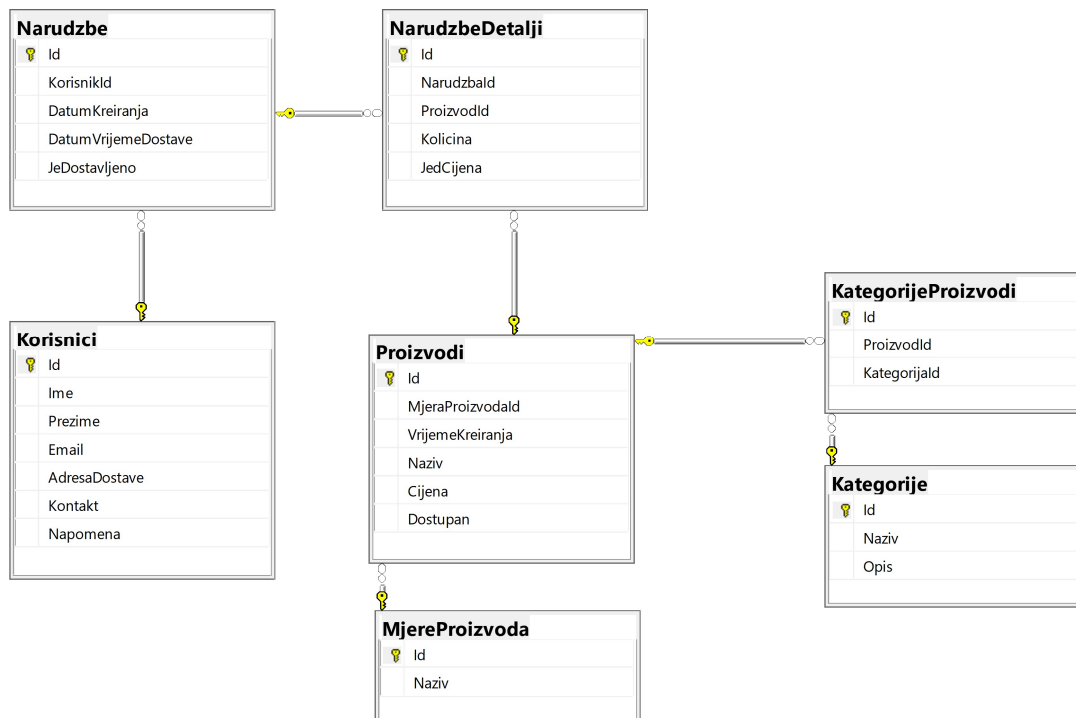 Narudzbe
Id
KorisnikId
DatumKreiranja
DatumVrijemeDostave
JeDostavljeno
NarudzbeDetalji
Id
NarudzbaId
ProizvodId
Kolicina
JedCijena
Korisnici
Id
Ime
Prezime
Email
AdresaDostave
Kontakt
Napomena
Proizvodi
Id
MjeraProizvodaId
VrijemeKreiranja
Naziv
Cijena
Dostupan
KategorijeProizvodi
Id
ProizvodId
KategorijaId
Kategorije
Id
Naziv
Opis
MjereProizvoda
Id
Naziv